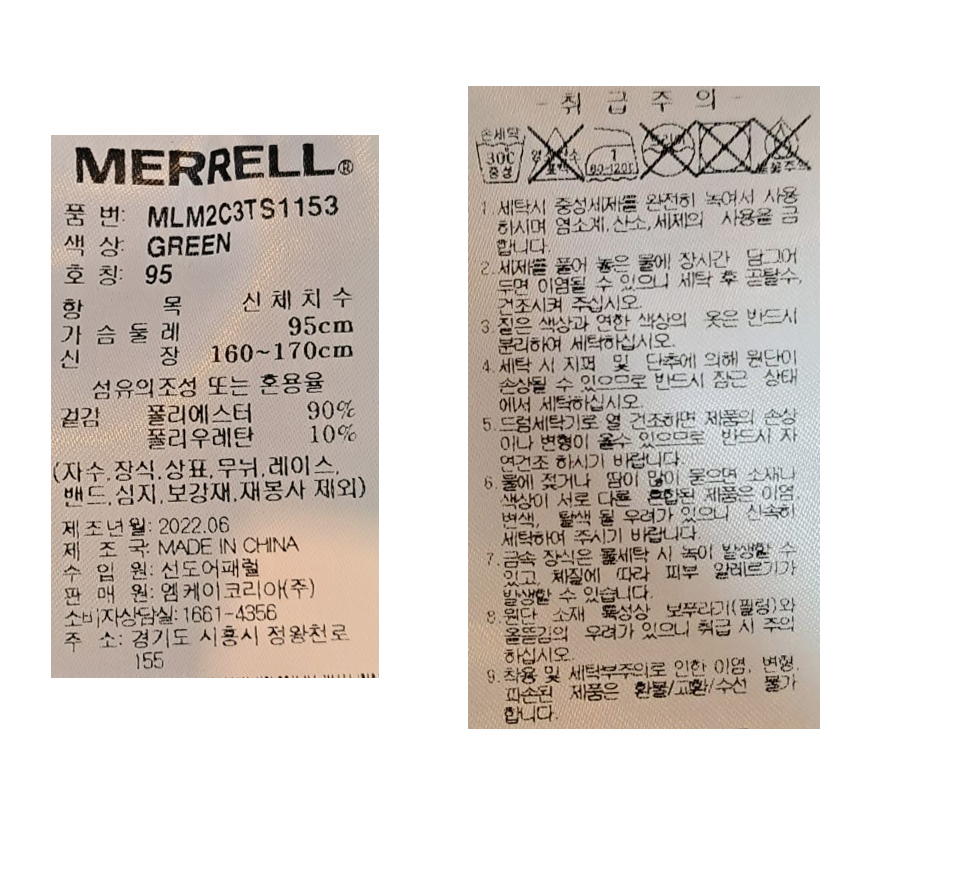 MERRELL®
품 번: MLM2C3TS1153
색 상: GREEN
호 칭: 95
항 목 신 체 치 수
가 슴 둘 레 95cm
신 장 160~170cm
섬유의조성 또는 혼용율
겉감 폴리에스터 90%
폴리우레탄 10%
(자수,장식,상표,무늬,레이스,
밴드,심지,보강재,재봉사 제외)
제조년월: 2022.06
제 조 국: MADE IN CHINA
수 입 원: 선도어패럴
판 매 원: 엠케이코리아(주)
소비자상담실: 1661-4356
주 소: 경기도 시흥시 정왕천로
155
- 취 급 주 의 -
손세탁
30℃
중성
1
80-120℃
1. 세탁시 중성세제를 완전히 녹여서 사용
하시며 염소계,산소,세제의 사용을 금
합니다.
2. 세제를 풀어 놓은 물에 장시간 담그어
두면 이염될 수 있으니 세탁 후 곧탈수,
건조시켜 주십시오.
3. 짙은 색상과 연한 색상의 옷은 반드시
분리하여 세탁하십시오.
4. 세탁 시 지퍼 및 단추에 의해 원단이
손상될 수 있으므로 반드시 잠근 상태
에서 세탁하십시오.
5. 드럼세탁기로 열 건조하면 제품의 손상
이나 변형이 올수 있으므로 반드시 자
연건조 하시기 바랍니다.
6. 물에 젖거나 땀이 많이 묻으면 소재나
색상이 서로 다른 혼합된 제품은 이염,
변색, 탈색 될 우려가 있으니 신속히
세탁하여 주시기 바랍니다.
7. 금속 장식은 물세탁 시 녹이 발생할 수
있고, 체질에 따라 피부 알레르기가
발생할 수 있습니다.
8. 원단 소재 특성상 보푸라기(필링)와
올뜯김의 우려가 있으니 취급 시 주의
하십시오.
9. 착용 및 세탁부주의로 인한 이염, 변형,
파손된 제품은 환불/교환/수선 불가
합니다.